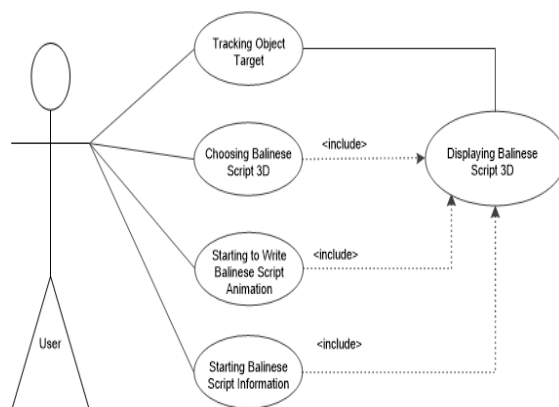 Tracking Object
Target
Choosing Balinese
Script 3D
<include>
Displaying Balinese
Script 3D
Starting to Write
Balinese Script
Animation
<include>
User
Starting Balinese
Script Information
<include>